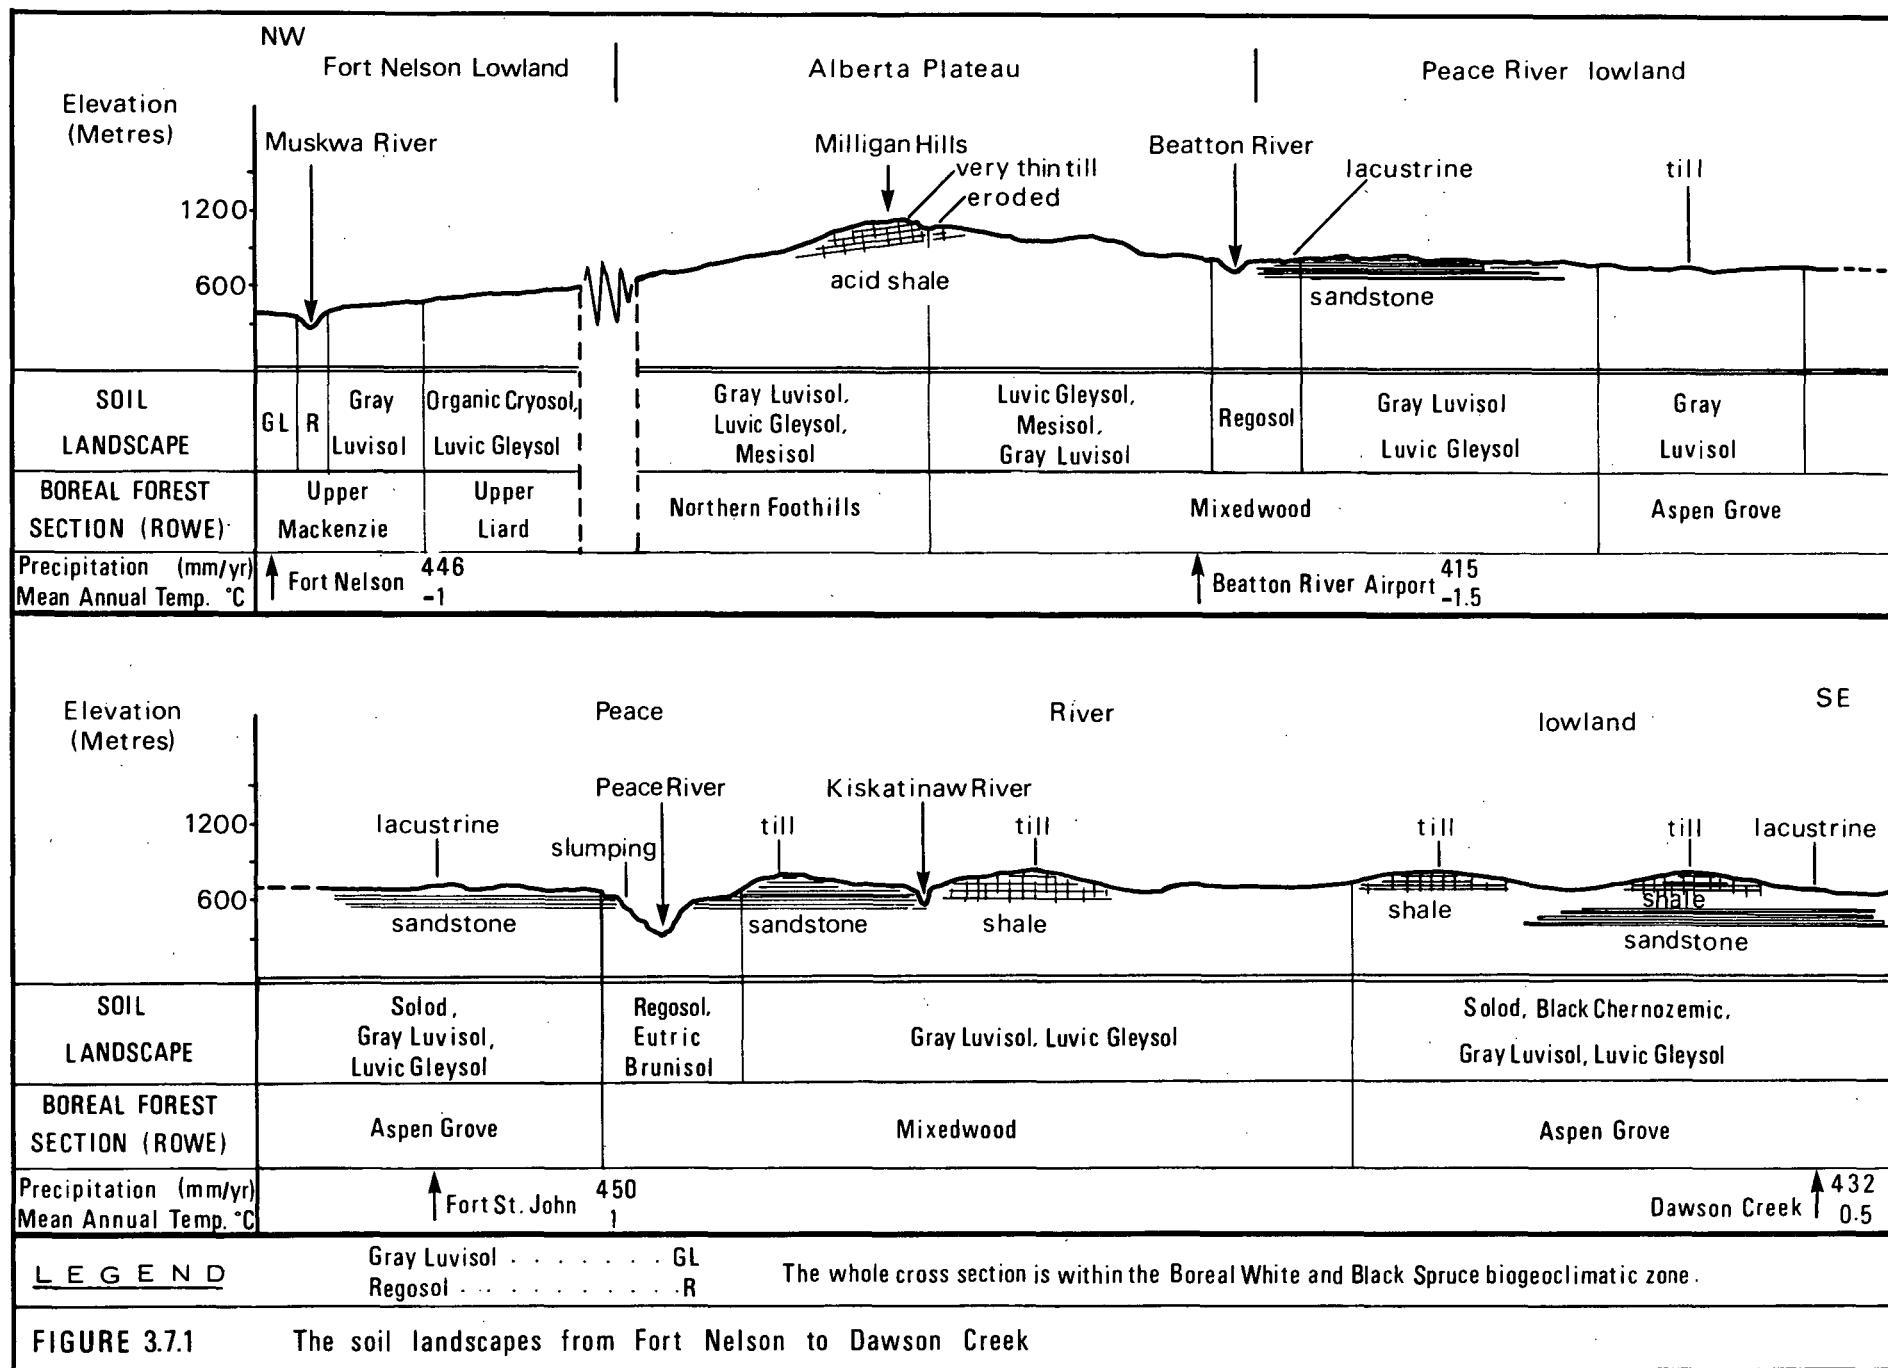 NW
Fort Nelson Lowland
Alberta Plateau
Peace River lowland
Elevation
(Metres)
Muskwa River
Milligan Hills
very thin till
eroded
Beatton River
lacustrine
till
1200
600
acid shale
sandstone
SOIL
LANDSCAPE
GL
R
Gray
Luvisol
Organic Cryosol,
Luvic Gleysol
Gray Luvisol,
Luvic Gleysol,
Mesisol
Luvic Gleysol,
Mesisol,
Gray Luvisol
Regosol
Gray Luvisol
Luvic Gleysol
Gray
Luvisol
BOREAL FOREST
SECTION (ROWE)
Upper
Mackenzie
Upper
Liard
Northern Foothills
Mixedwood
Aspen Grove
Precipitation (mm/yr)
Mean Annual Temp. °C
Fort Nelson
446
-1
Beatton River Airport
415
-1.5
SE
Elevation
(Metres)
Peace
River
lowland
Peace River
Kiskatinaw River
1200
600
lacustrine
slumping
till
till
till
till
lacustrine
sandstone
sandstone
shale
shale
shale
sandstone
SOIL
LANDSCAPE
Solod,
Gray Luvisol,
Luvic Gleysol
Regosol,
Eutric
Brunisol
Gray Luvisol, Luvic Gleysol
Solod, Black Chernozemic,
Gray Luvisol, Luvic Gleysol
BOREAL FOREST
SECTION (ROWE)
Aspen Grove
Mixedwood
Aspen Grove
Precipitation (mm/yr)
Mean Annual Temp. °C
Fort St. John
450
1
Dawson Creek
432
0.5
LEGEND
Gray Luvisol . . . . . . . . GL
Regosol . . . . . . . . . . . R
The whole cross section is within the Boreal White and Black Spruce biogeoclimatic zone.
FIGURE 3.7.1 The soil landscapes from Fort Nelson to Dawson Creek